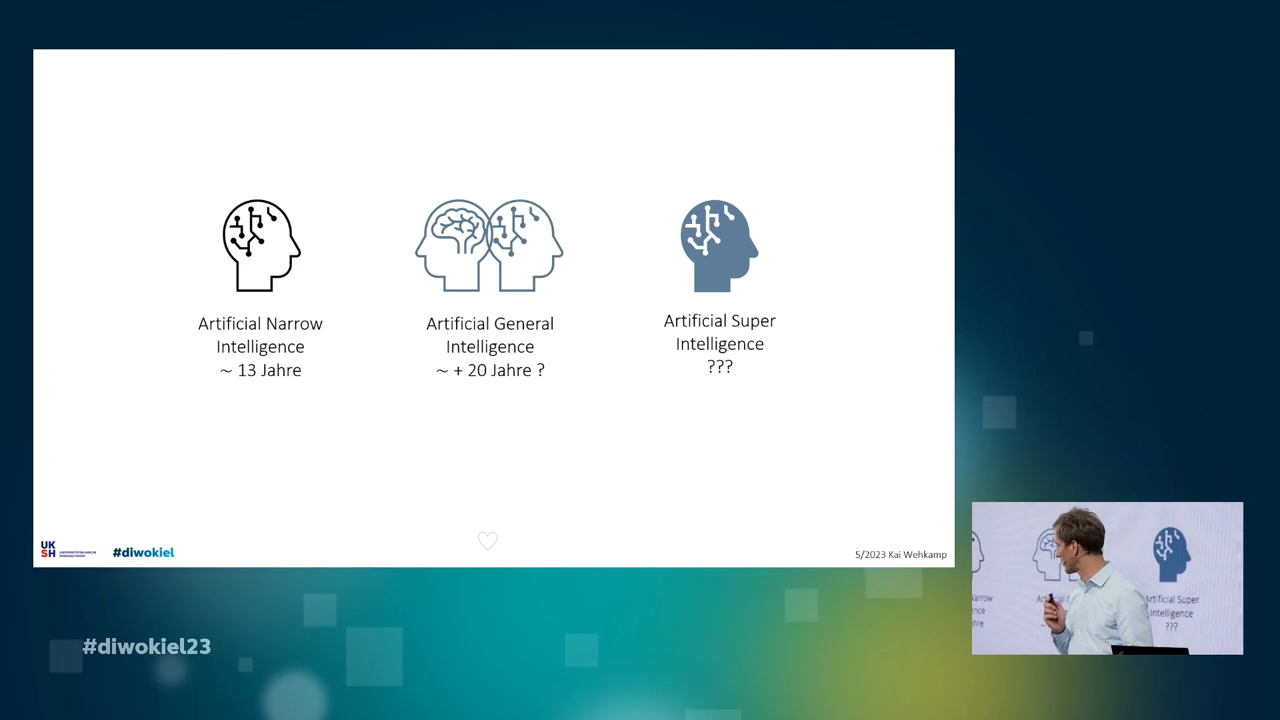 Artificial Narrow
Intelligence
~ 13 Jahre
Artificial General
Intelligence
~ + 20 Jahre ?
Artificial Super
Intelligence
???
UK
SH
#diwokiel
5/2023 Kai Wehkamp
#diwokiel23
Narrow
Artificial Super
Intelligence
???